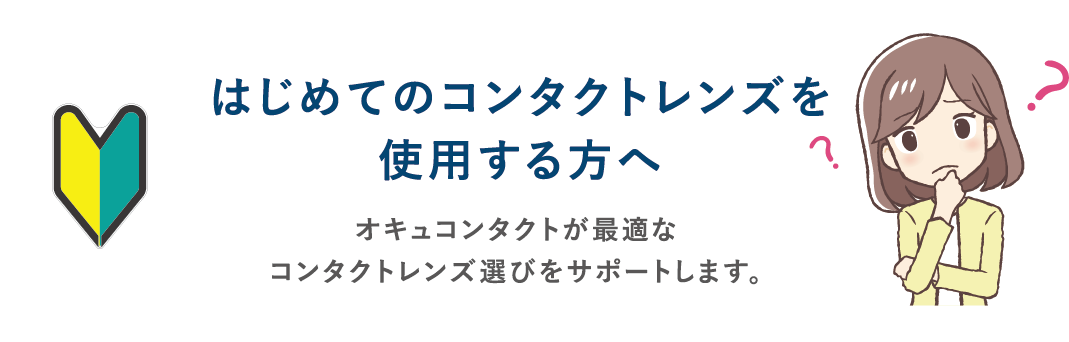 はじめてのコンタクトレンズを
使用する方へ
オキュコンタクトが最適な
コンタクトレンズ選びをサポートします。